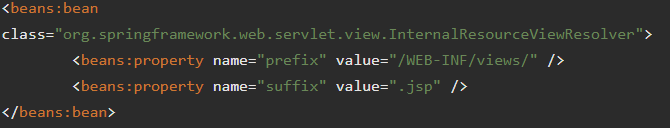 <beans:bean
class="org.springframework.web.servlet.view.InternalResourceViewResolver">
<beans:property name="prefix" value="/WEB-INF/views/" />
<beans:property name="suffix" value=".jsp" />
</beans:bean>